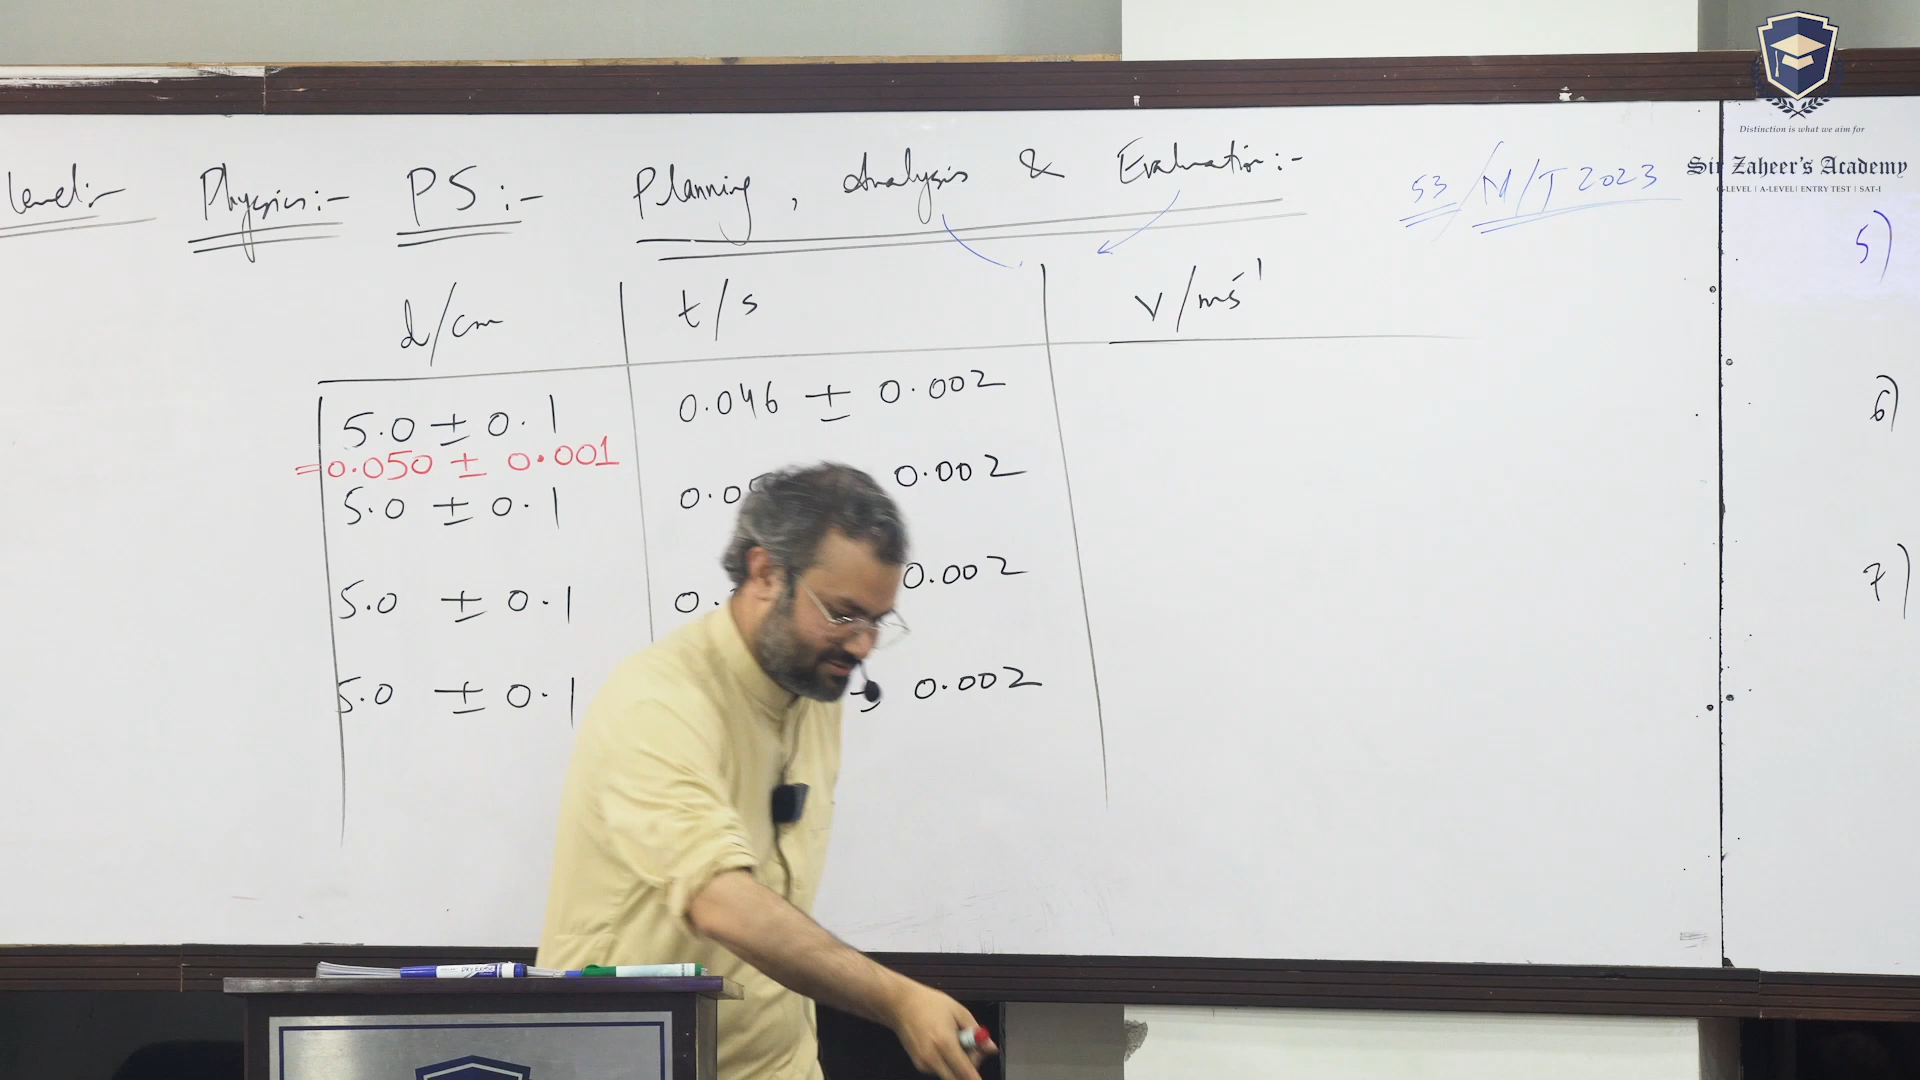 Level:- Physics:- P5:- Planning, Analysis & Evaluation:- 53/M/J 2023
Distinction is what we aim for
Sir Zaheer's Academy
O-LEVEL | A-LEVEL | ENTRY TEST | SAT-I
d/cm t/s v/ms⁻¹
5.0 ± 0.1 0.046 ± 0.002
=0.050 ± 0.001
5.0 ± 0.1 0.002
5.0 ± 0.1 0.002
5.0 ± 0.1 ± 0.002
5)
6)
7)